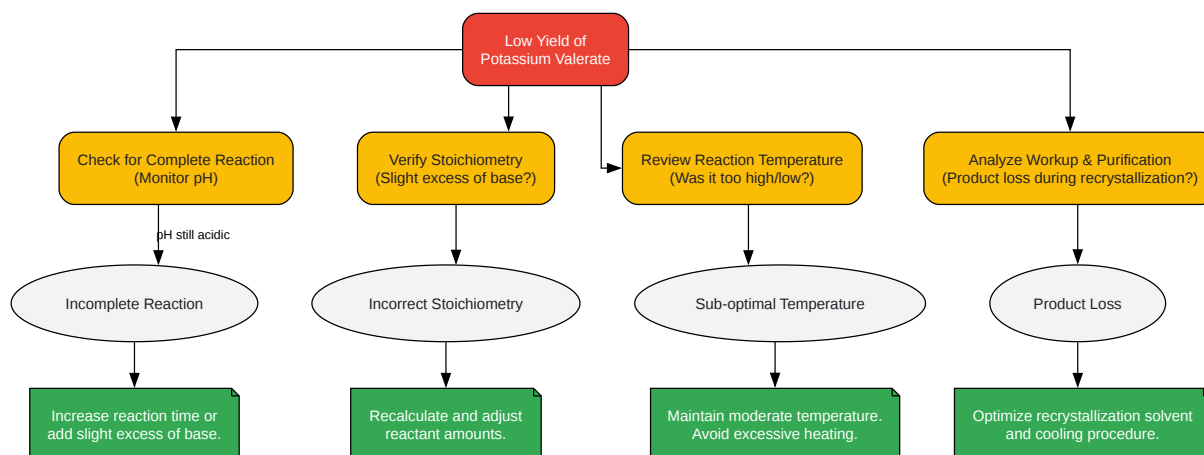 Low Yield of
Potassium Valerate
Check for Complete Reaction
(Monitor pH)
Verify Stoichiometry
(Slight excess of base?)
Review Reaction Temperature
(Was it too high/low?)
Analyze Workup & Purification
(Product loss during recrystallization?)
pH still acidic
Incomplete Reaction
Incorrect Stoichiometry
Sub-optimal Temperature
Product Loss
Increase reaction time or
add slight excess of base.
Recalculate and adjust
reactant amounts.
Maintain moderate temperature.
Avoid excessive heating.
Optimize recrystallization solvent
and cooling procedure.